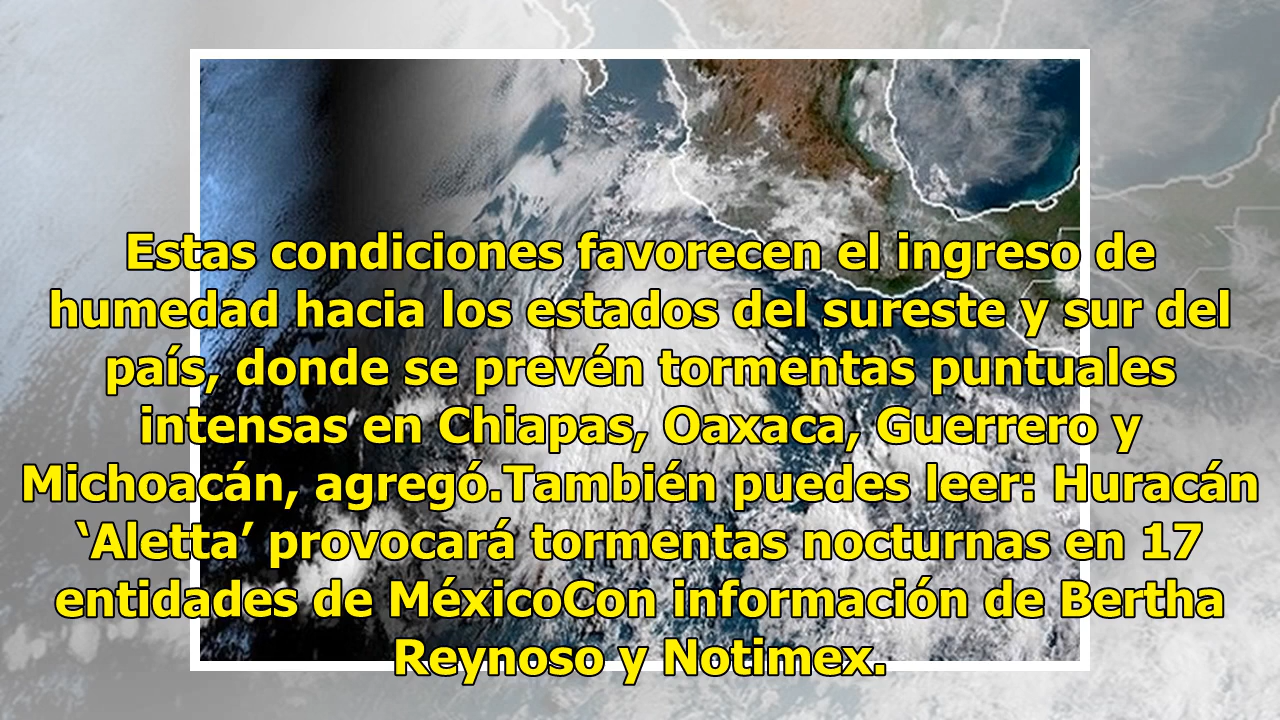 Estas condiciones favorecen el ingreso de
humedad hacia los estados del sureste y sur del
país, donde se prevén tormentas puntuales
intensas en Chiapas, Oaxaca, Guerrero y
Michoacán, agregó.También puedes leer: Huracán
‘Aletta’ provocará tormentas nocturnas en 17
entidades de MéxicoCon información de Bertha
Reynoso y Notimex.